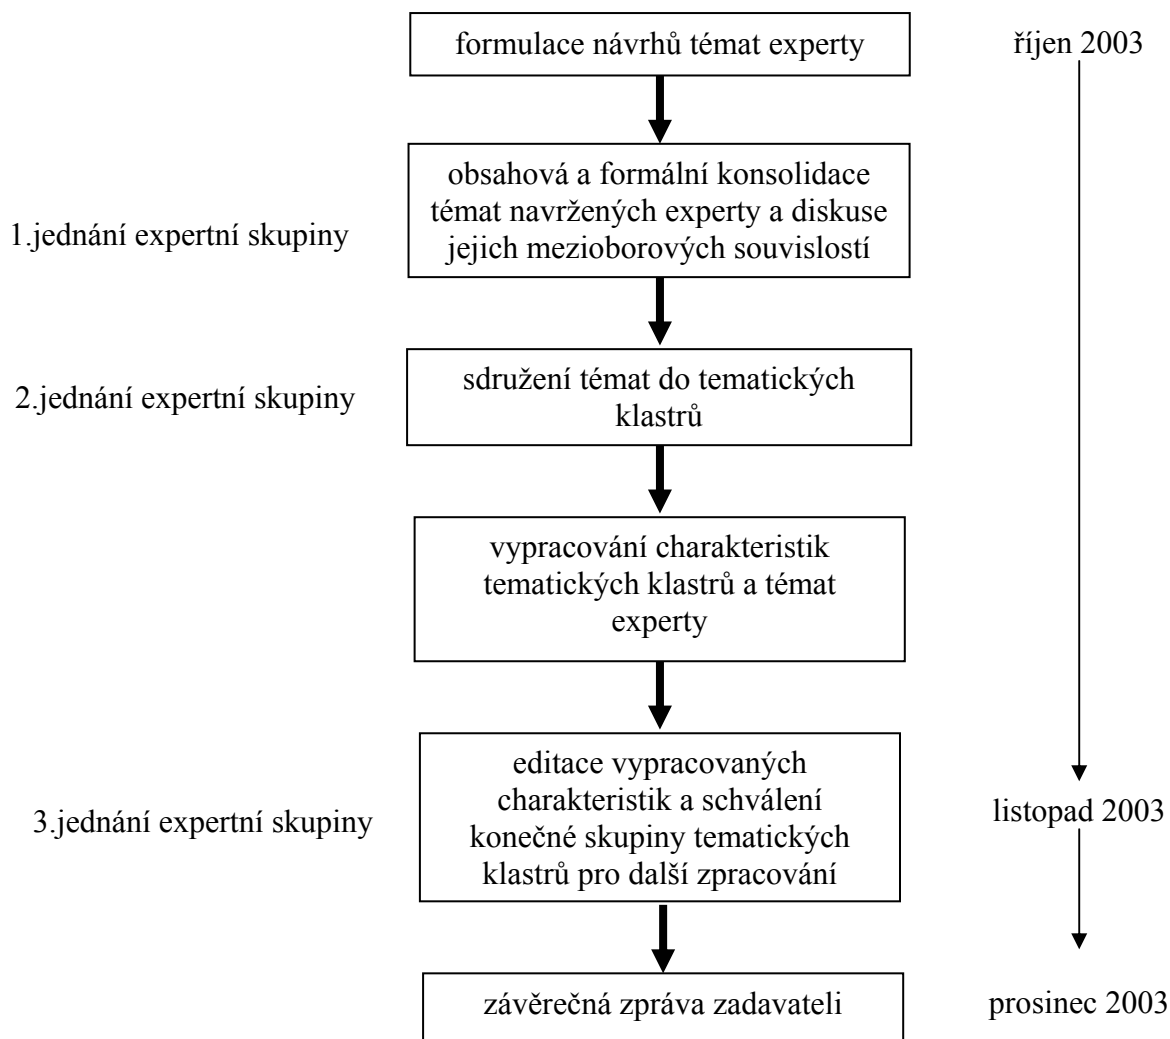 formulace návrhů témat experty
říjen 2003
obsahová a formální konsolidace
témat navržených experty a diskuse
jejich mezioborových souvislostí
1.jednání expertní skupiny
sdružení témat do tematických
klastrů
2.jednání expertní skupiny
vypracování charakteristik
tematických klastrů a témat
experty
editace vypracovaných
charakteristik a schválení
konečné skupiny tematických
klastrů pro další zpracování
3.jednání expertní skupiny
listopad 2003
závěrečná zpráva zadavateli
prosinec 2003